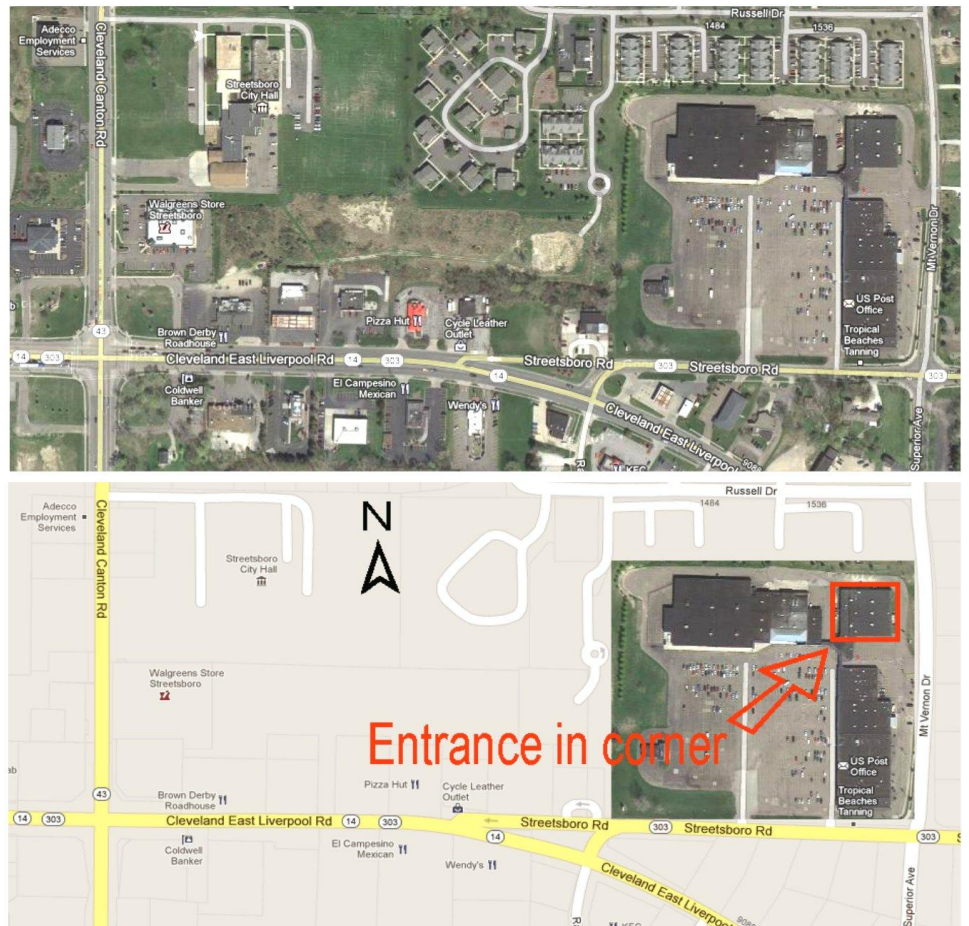 Adecco
Employment
Services
Cleveland Canton Rd
Russell Dr
1484
1536
Streetsboro
City Hall
Walgreens Store
Streetsboro
Mt Vernon Dr
b
US Post
Office
Pizza Hut
Cycle Leather
Outlet
Brown Derby
Roadhouse
Tropical
Beaches
Tanning
43
14
303
Cleveland East Liverpool Rd
14
303
Streetsboro Rd
303
Streetsboro Rd
303
14
Coldwell
Banker
El Campesino
Mexican
Wendy's
Cleveland East Liverpool
Superior Ave
KFC
Russell Dr
1484
1536
Adecco
Employment
Services
Cleveland Canton Rd
N
Streetsboro
City Hall
Walgreens Store
Streetsboro
Mt Vernon Dr
Entrance in corner
US Post
Office
Pizza Hut
Cycle Leather
Outlet
Brown Derby
Roadhouse
Tropical
Beaches
Tanning
43
14
303
Cleveland East Liverpool Rd
14
303
Streetsboro Rd
303
Streetsboro Rd
303
14
Coldwell
Banker
El Campesino
Mexican
Wendy's
Cleveland East Liverpool
Superior Ave
KFC